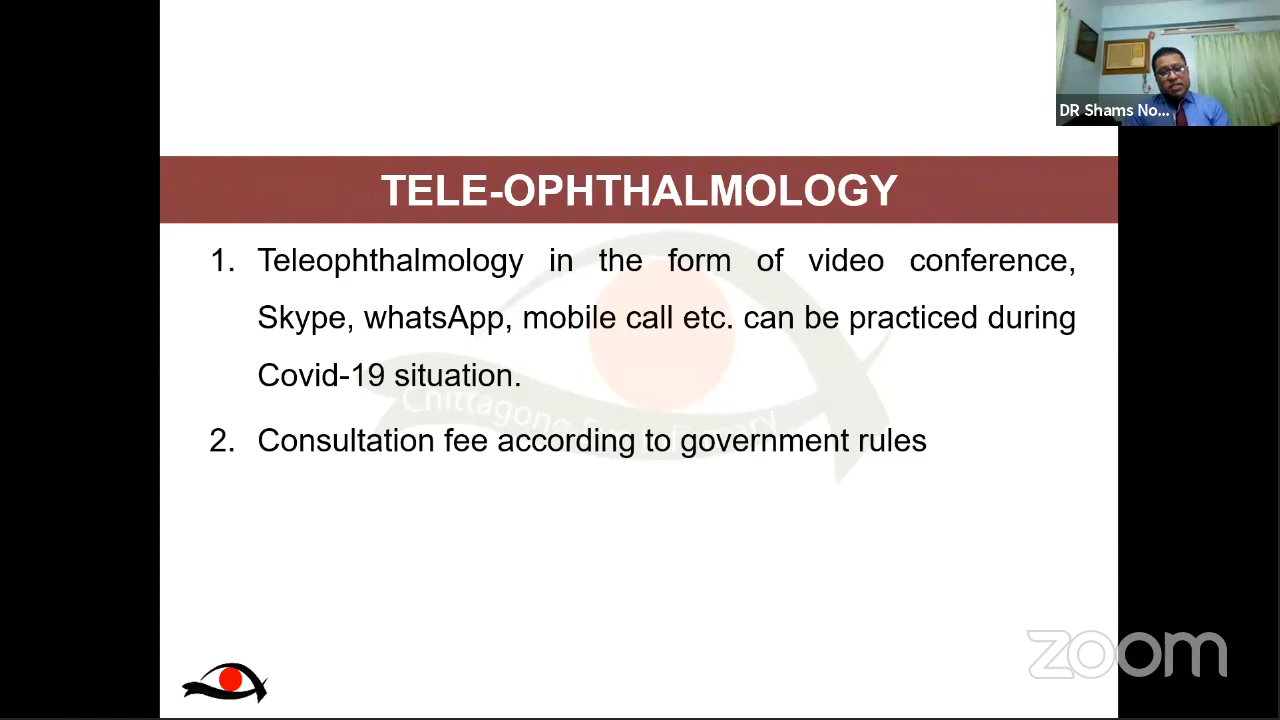 DR Shams No...
TELE-OPHTHALMOLOGY
1. Teleophthalmology in the form of video conference,
Skype, whatsApp, mobile call etc. can be practiced during
Covid-19 situation.
2. Consultation fee according to government rules
Chittagong
zoom